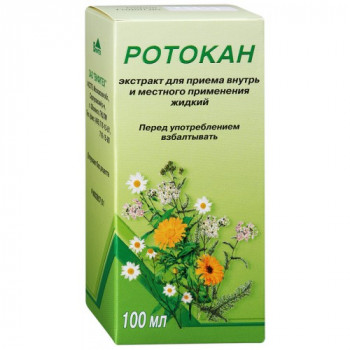 РОТОКАН
экстракт для приема внутрь
и местного применения
жидкий
Перед употреблением
взбалтывать
100 мл